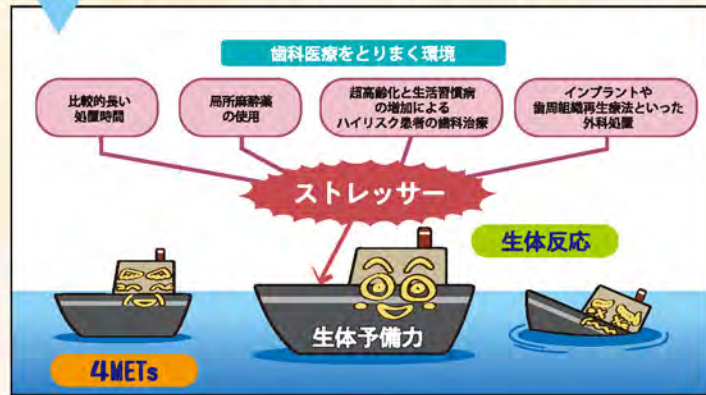 歯科医療をとりまく環境
比較的長い
処置時間
局所麻酔薬
の使用
超高齢化と生活習慣病
の増加による
ハイリスク患者の歯科治療
インプラントや
歯周組織再生療法といった
外科処置
ストレッサー
生体反応
生体予備力
4METs